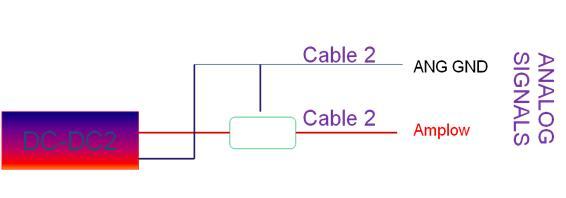 Cable 2
ANG GND
DC-DC2
Cable 2
Amplow
ANALOG
SIGNALS